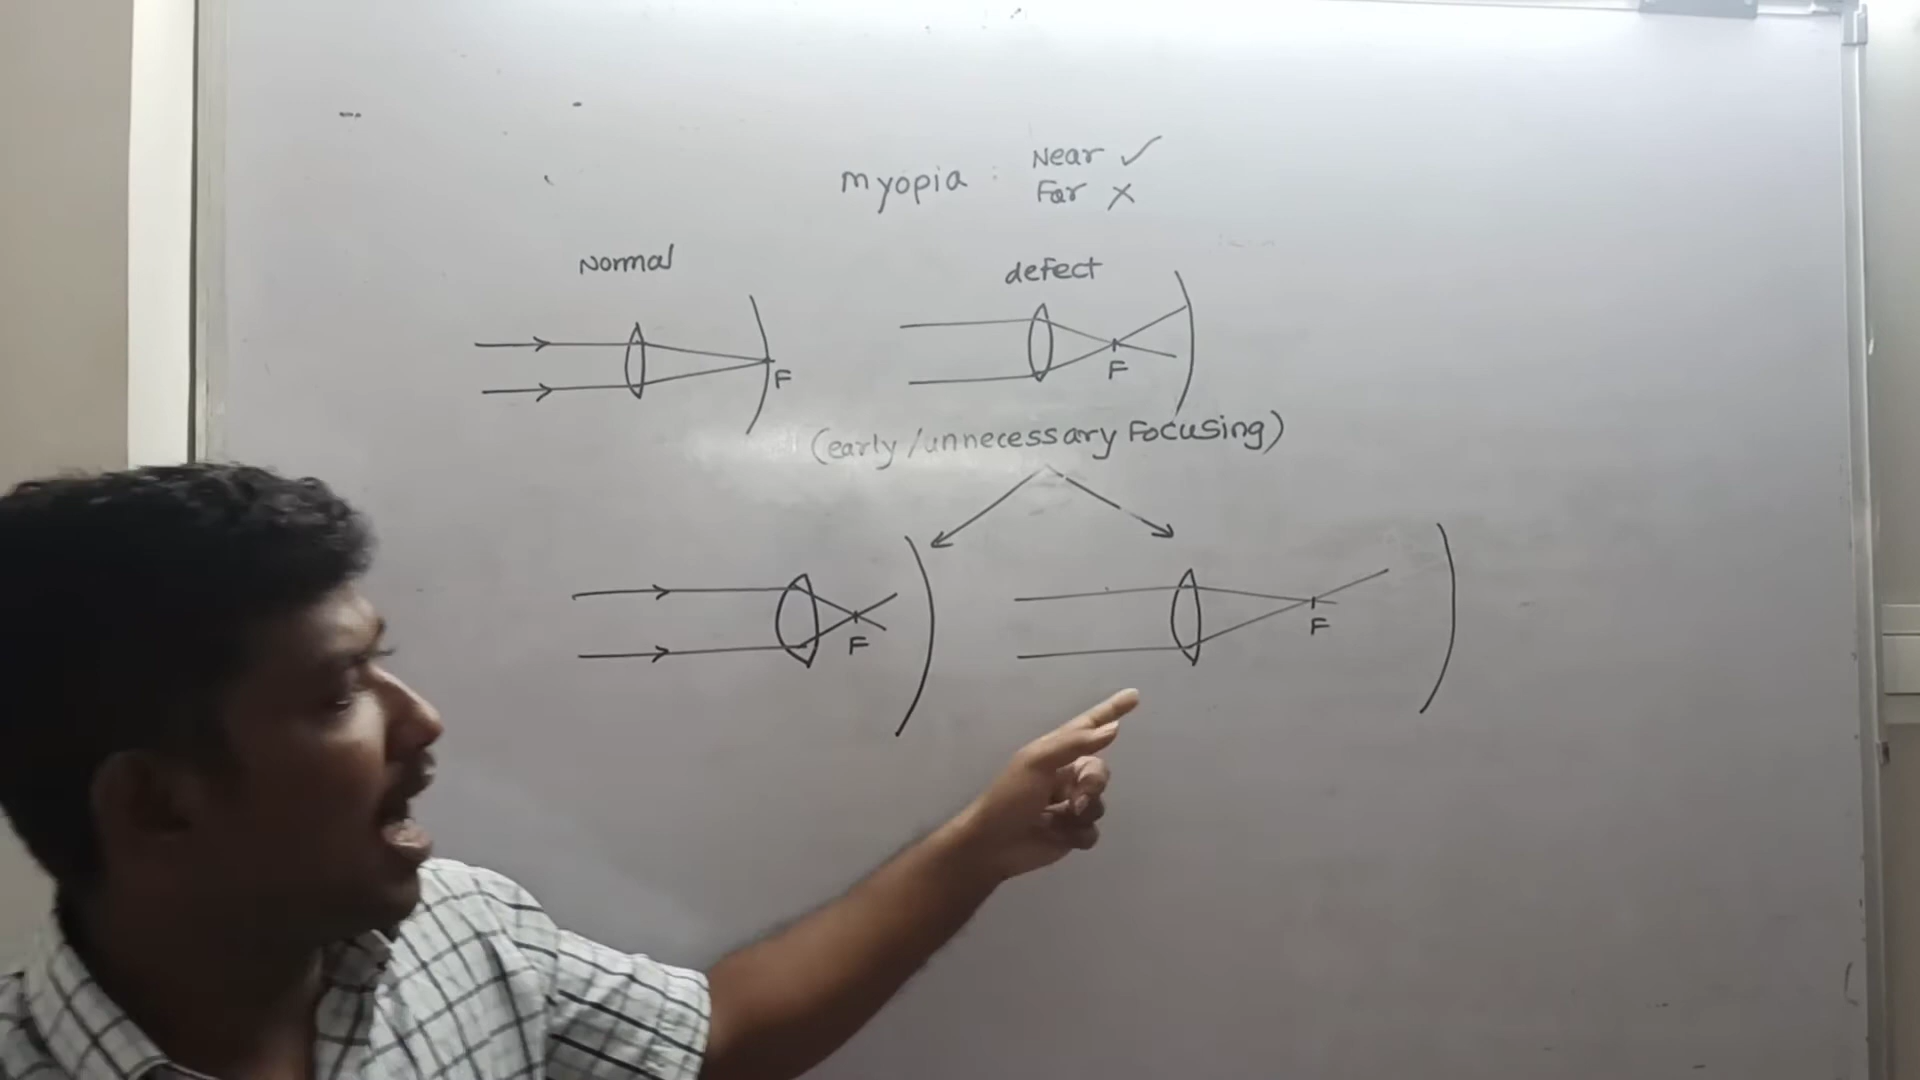 Myopia : Near ✓
Far X
Normal
defect
F
F
(early/unnecessary Focusing)
F
F